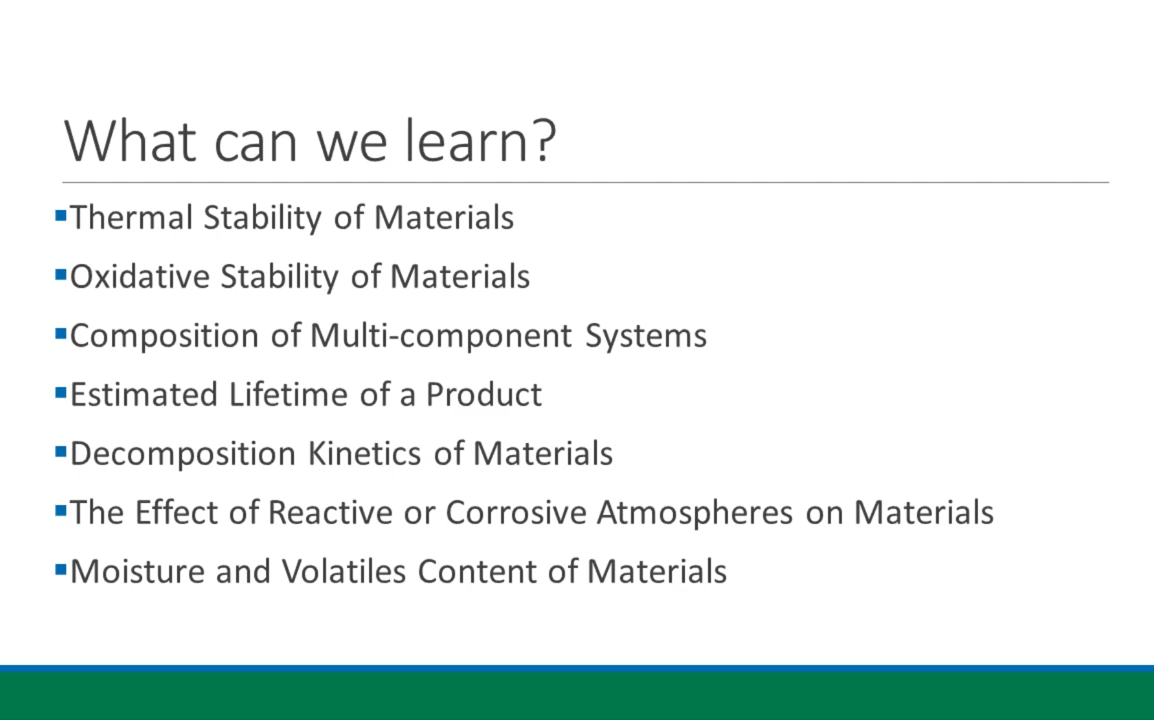 What can we learn?
▪Thermal Stability of Materials
▪Oxidative Stability of Materials
▪Composition of Multi-component Systems
▪Estimated Lifetime of a Product
▪Decomposition Kinetics of Materials
▪The Effect of Reactive or Corrosive Atmospheres on Materials
▪Moisture and Volatiles Content of Materials